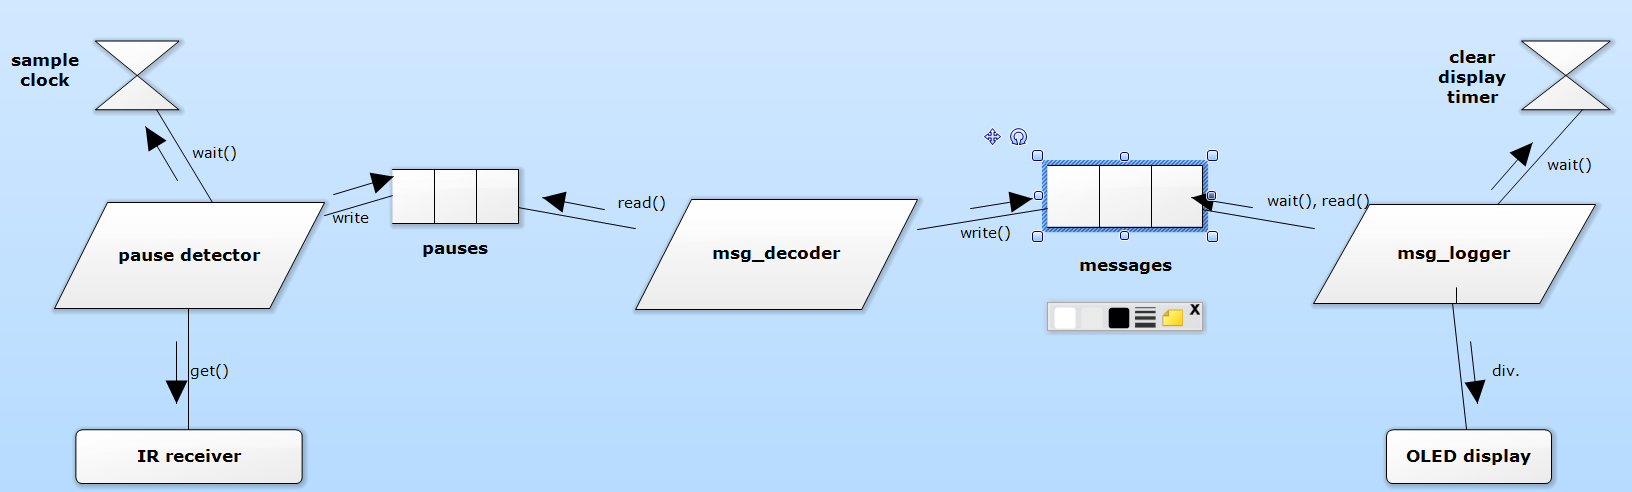 sample
clock
clear
display
timer
wait()
wait()
write
read()
write()
wait(), read()
pause detector
pauses
msg_decoder
messages
msg_logger
X
get()
div.
IR receiver
OLED display